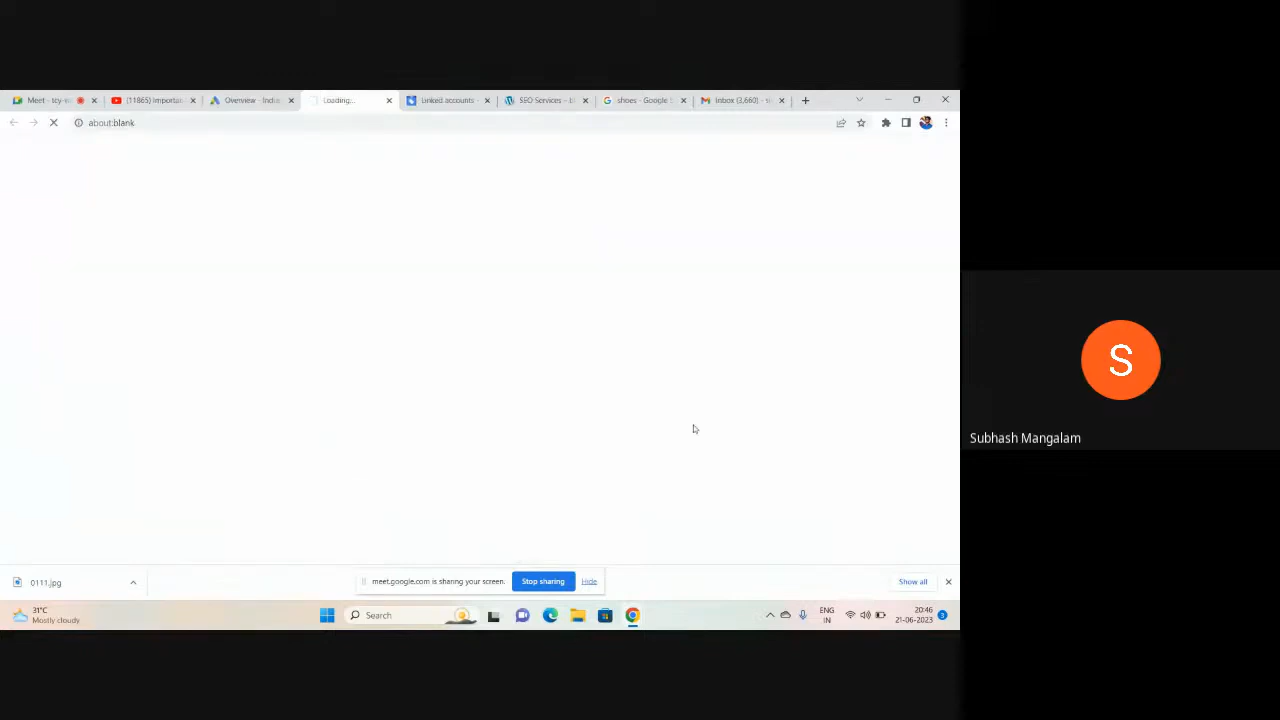 Meet - tcy-
(11865) Importan
Overview - India
Loading...
Linked accounts -
SEO Services -
shoes - Google
Inbox (3,660) -
about:blank
S
Subhash Mangalam
0111.jpg
meet.google.com is sharing your screen.
Stop sharing
Hide
Show all
31°C
Mostly cloudy
Search
ENG
IN
20:46
21-06-2023
3